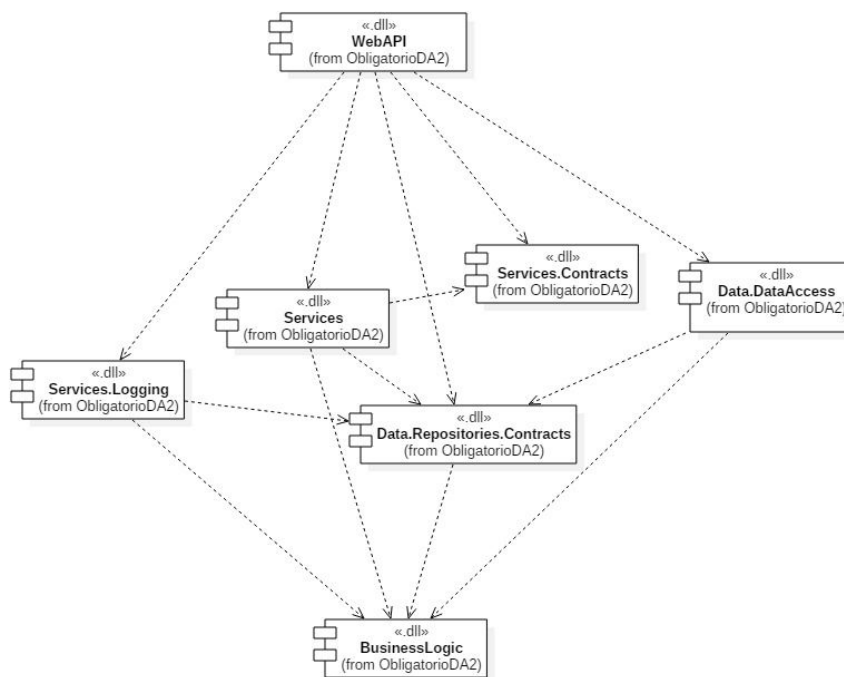 «.dll»
WebAPI
(from ObligatorioDA2)
«.dll»
Services.Contracts
(from ObligatorioDA2)
«.dll»
Data.DataAccess
(from ObligatorioDA2)
«.dll»
Services
(from ObligatorioDA2)
«.dll»
Services.Logging
(from ObligatorioDA2)
«.dll»
Data.Repositories.Contracts
(from ObligatorioDA2)
«.dll»
BusinessLogic
(from ObligatorioDA2)